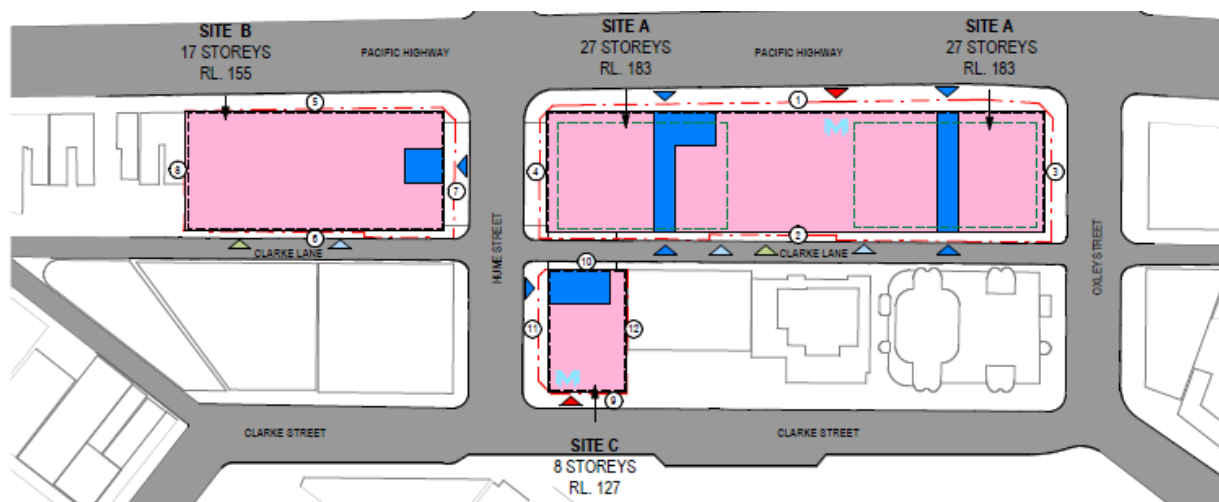 SITE B
17 STOREYS
RL. 155
PACIFIC HIGHWAY
SITE A
27 STOREYS
RL. 183
PACIFIC HIGHWAY
SITE A
27 STOREYS
RL. 183
5
1
M
8
7
4
3
6
2
CLARKE LANE
CLARKE LANE
HUME STREET
OXLEY STREET
10
11
12
M
9
CLARKE STREET
CLARKE STREET
SITE C
8 STOREYS
RL. 127